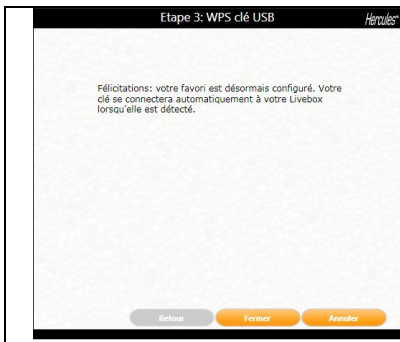 Etape 3: WPS clé USB Hercules
Félicitations: votre favori est désormais configuré. Votre
clé se connectera automatiquement à votre Livebox
lorsqu'elle est détecté.
Retour Fermer Annuler